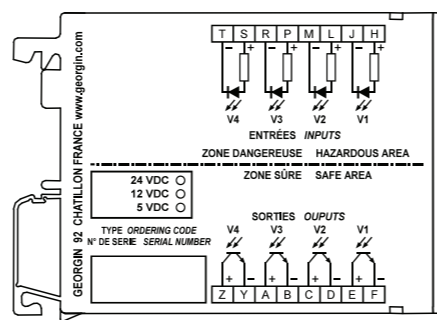 GEORGIN 92 CHATILLON FRANCE www.georgin.com
T S R P M L J H
– + – + – + – +
V4 V3 V2 V1
ENTRÉES INPUTS
ZONE DANGEREUSE HAZARDOUS AREA
ZONE SÛRE SAFE AREA
24 VDC
12 VDC
5 VDC
TYPE ORDERING CODE
N° DE SERIE SERIAL NUMBER
SORTIES OUPUTS
V4 V3 V2 V1
+ – + – + – + –
Z Y A B C D E F